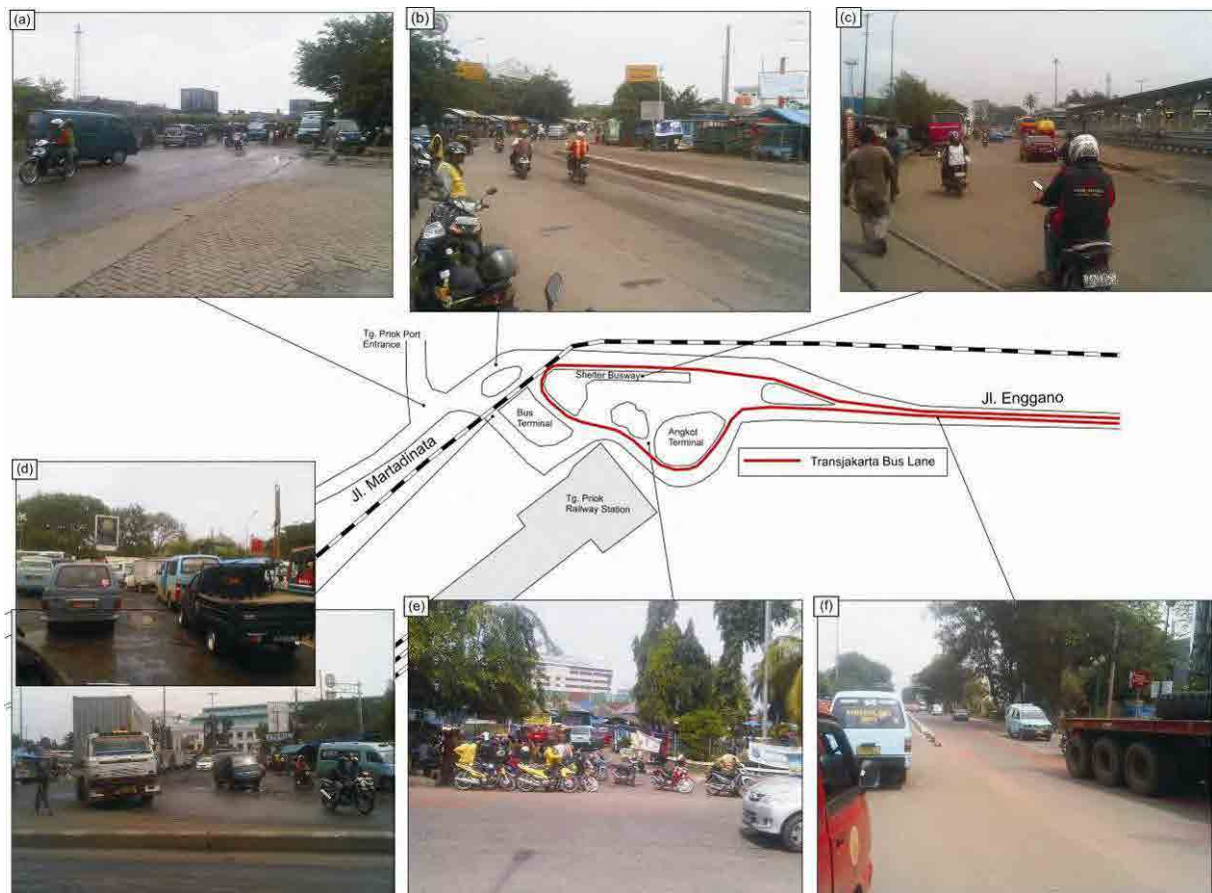 (a)
(b)
(c)
Tg. Priok Port
Entrance
Shelter Busway
Jl. Enggano
Bus
Terminal
Angkot
Terminal
Jl. Martadinata
Transjakarta Bus Lane
Tg. Priok
Railway Station
(d)
(e)
(f)